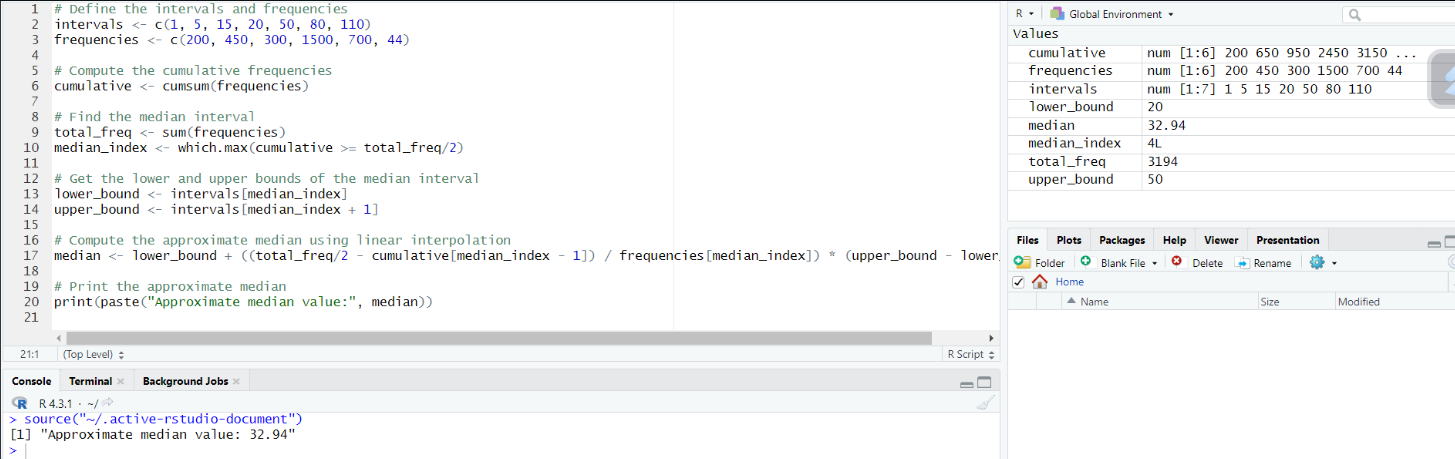 1 # Define the intervals and frequencies
2 intervals <- c(1, 5, 15, 20, 50, 80, 110)
3 frequencies <- c(200, 450, 300, 1500, 700, 44)
4
5 # Compute the cumulative frequencies
6 cumulative <- cumsum(frequencies)
7
8 # Find the median interval
9 total_freq <- sum(frequencies)
10 median_index <- which.max(cumulative >= total_freq/2)
11
12 # Get the lower and upper bounds of the median interval
13 lower_bound <- intervals[median_index]
14 upper_bound <- intervals[median_index + 1]
15
16 # Compute the approximate median using linear interpolation
17 median <- lower_bound + ((total_freq/2 - cumulative[median_index - 1]) / frequencies[median_index]) * (upper_bound - lower_
18
19 # Print the approximate median
20 print(paste("Approximate median value:", median))
21
21:1 (Top Level) R Script
Console Terminal Background Jobs
R R 4.3.1 · ~/
> source("~/.active-rstudio-document")
[1] "Approximate median value: 32.94"
>
R Global Environment
Values
cumulative num [1:6] 200 650 950 2450 3150 ...
frequencies num [1:6] 200 450 300 1500 700 44
intervals num [1:7] 1 5 15 20 50 80 110
lower_bound 20
median 32.94
median_index 4L
total_freq 3194
upper_bound 50
Files Plots Packages Help Viewer Presentation
Folder Blank File Delete Rename
Home
Name Size Modified